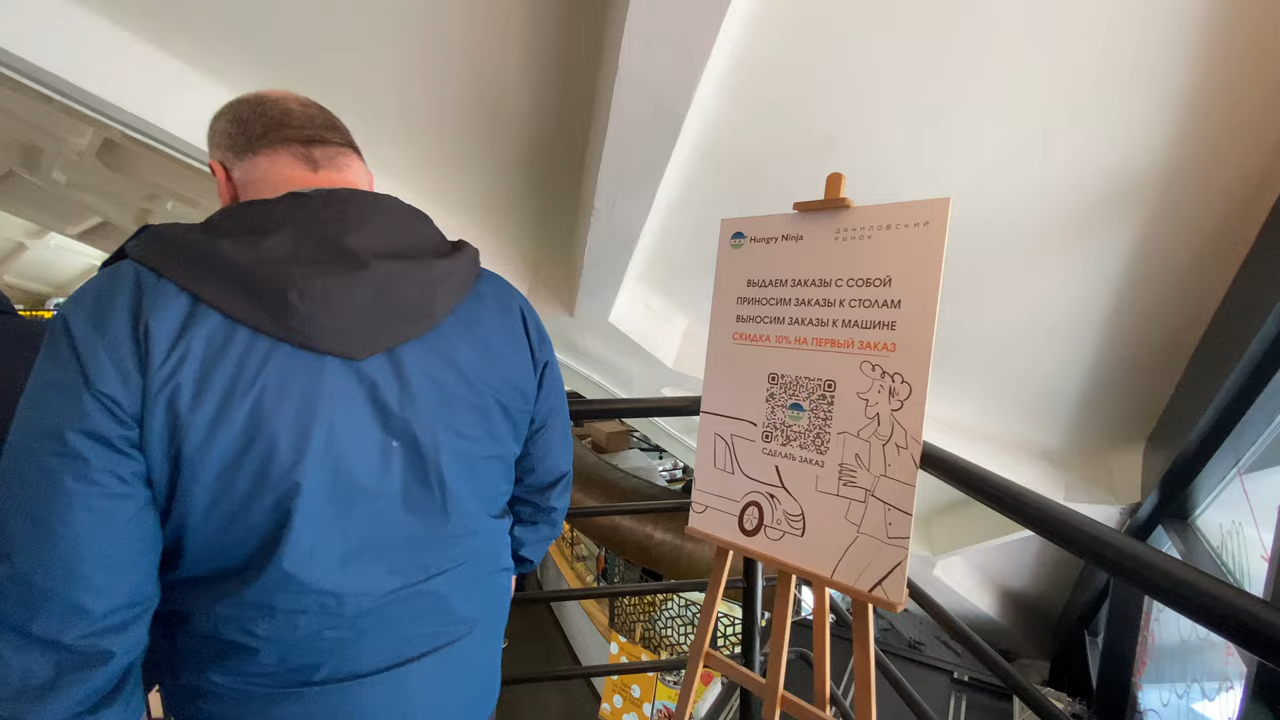 Hungry Ninja
ДАНИЛОВСКИЙ
РЫНОК
ВЫДАЕМ ЗАКАЗЫ С СОБОЙ
ПРИНОСИМ ЗАКАЗЫ К СТОЛАМ
ВЫНОСИМ ЗАКАЗЫ К МАШИНЕ
СКИДКА 10% НА ПЕРВЫЙ ЗАКАЗ
СДЕЛАТЬ ЗАКАЗ